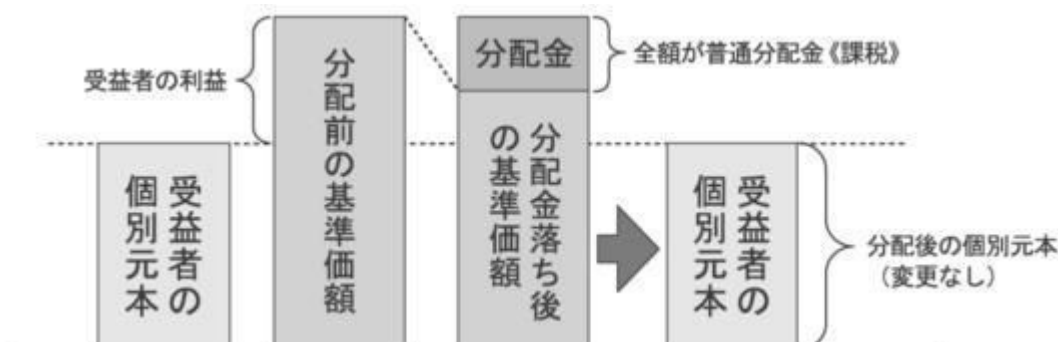 受益者の利益
受益者の
個別元本
分配前の基準価額
分配金
分配金落ち後
の基準価額
全額が普通分配金《課税》
受益者の
個別元本
分配後の個別元本
（変更なし）